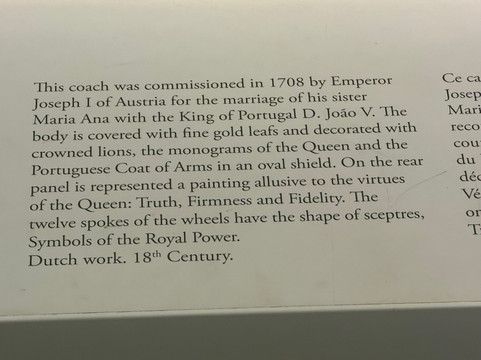 This coach was commissioned in 1708 by Emperor
Joseph I of Austria for the marriage of his sister
Maria Ana with the King of Portugal D. João V. The
body is covered with fine gold leafs and decorated with
crowned lions, the monograms of the Queen and the
Portuguese Coat of Arms in an oval shield. On the rear
panel is represented a painting allusive to the virtues
of the Queen: Truth, Firmness and Fidelity. The
twelve spokes of the wheels have the shape of sceptres,
Symbols of the Royal Power.
Dutch work. 18th Century.
Ce ca
Josep
Mari
reco
cou
du
déc
Vé